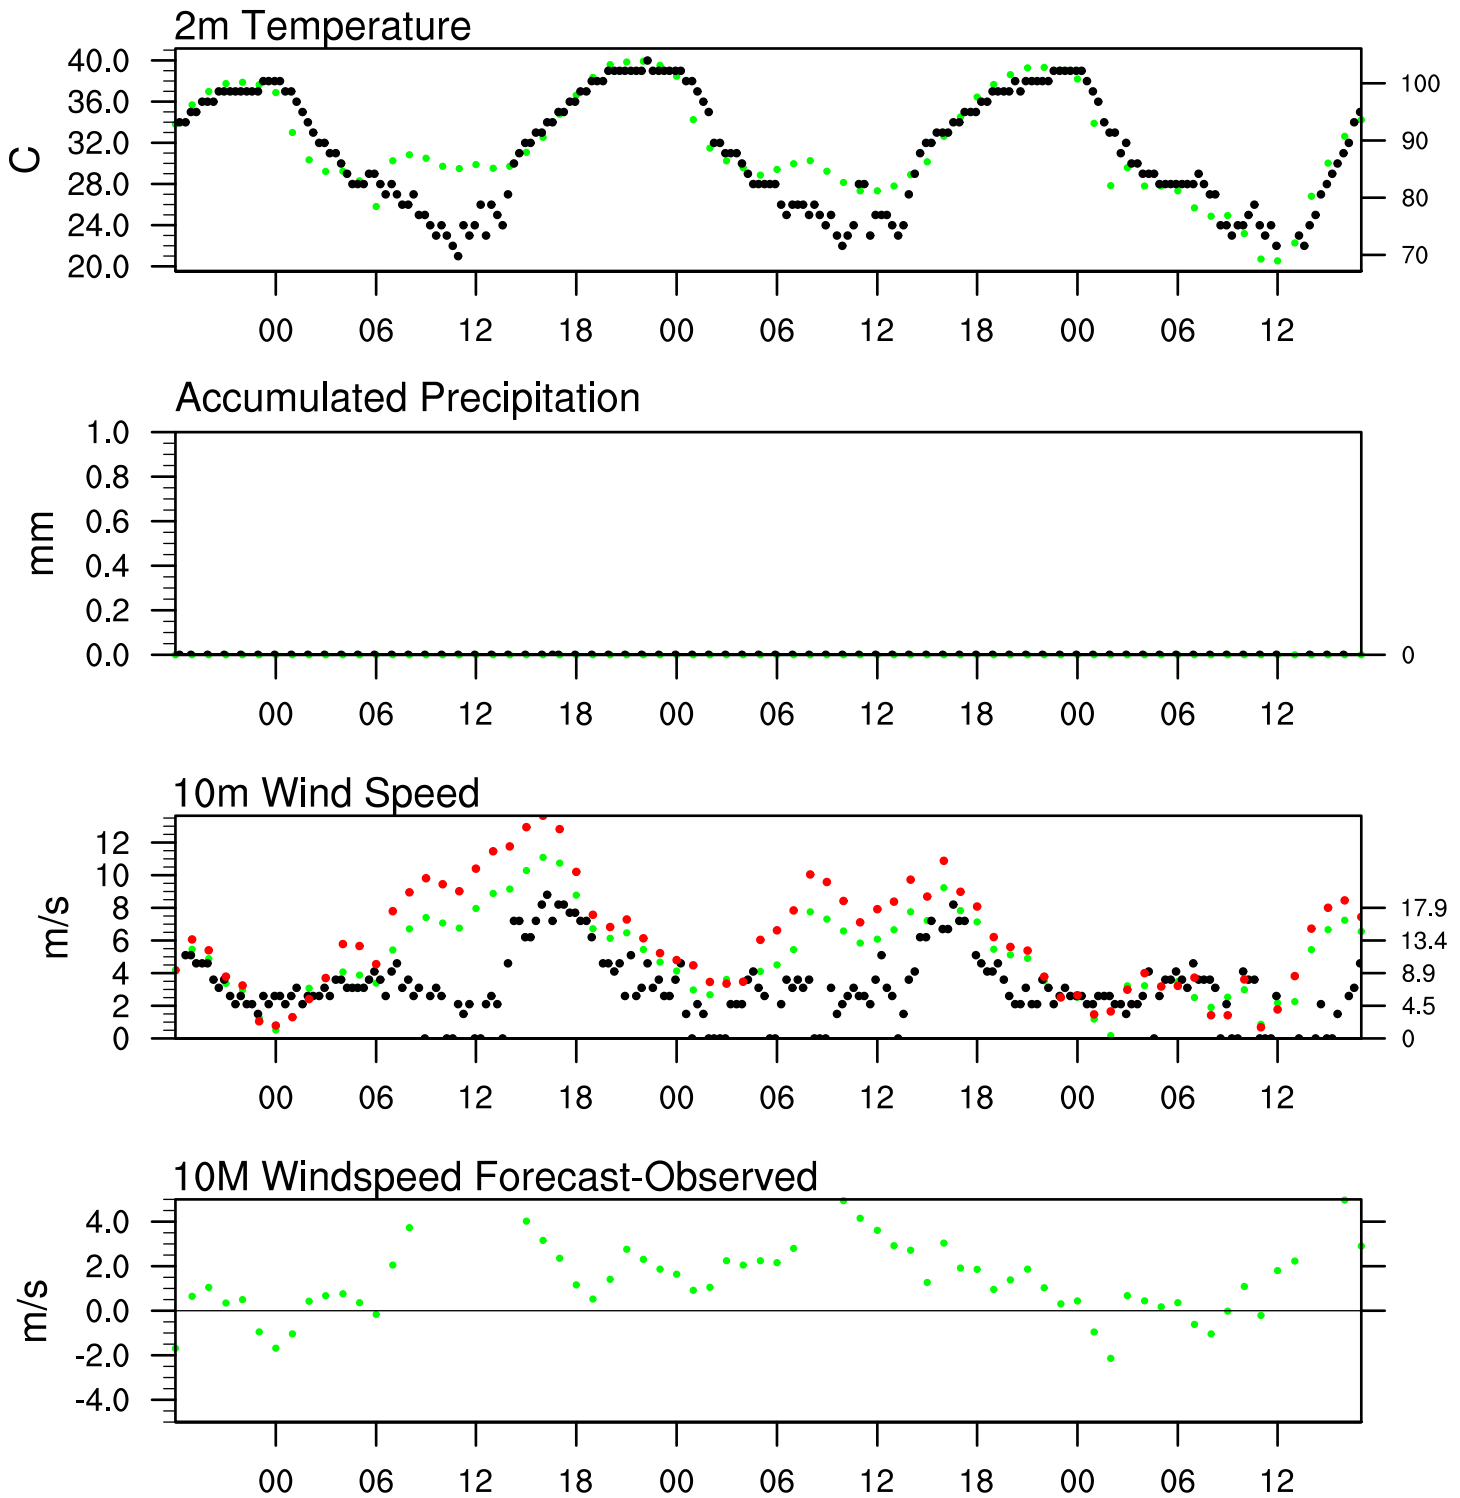 2m Temperature
40.0
36.0
32.0
28.0
24.0
20.0
C
100
90
80
70
00 06 12 18 00 06 12 18 00 06 12
Accumulated Precipitation
1.0
0.8
0.6
0.4
0.2
0.0
mm
0
00 06 12 18 00 06 12 18 00 06 12
10m Wind Speed
12
10
8
6
4
2
0
m/s
17.9
13.4
8.9
4.5
0
00 06 12 18 00 06 12 18 00 06 12
10M Windspeed Forecast-Observed
4.0
2.0
0.0
-2.0
-4.0
m/s
00 06 12 18 00 06 12 18 00 06 12